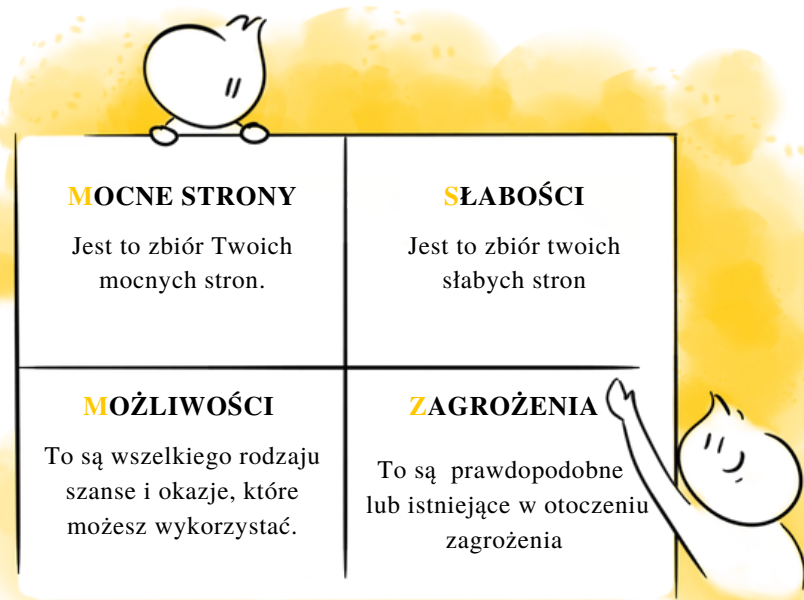 MOCNE STRONY
Jest to zbiór Twoich
mocnych stron.
SŁABOŚCI
Jest to zbiór twoich
słabych stron
MOŻLIWOŚCI
To są wszelkiego rodzaju
szanse i okazje, które
możesz wykorzystać.
ZAGROŻENIA
To są prawdopodobne
lub istniejące w otoczeniu
zagrożenia